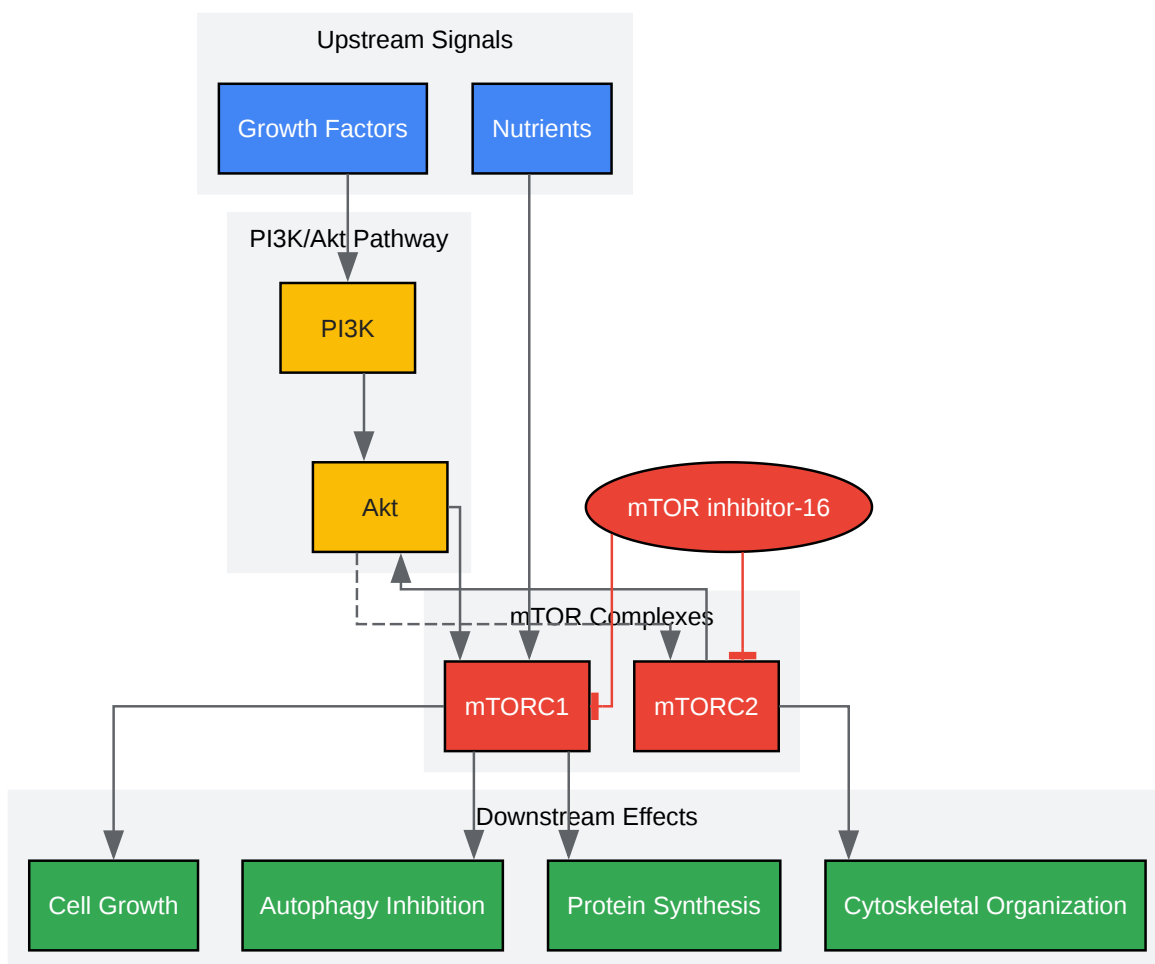 Upstream Signals
Growth Factors
Nutrients
PI3K/Akt Pathway
PI3K
Akt
mTOR inhibitor-16
mTOR Complexes
mTORC1
mTORC2
Downstream Effects
Cell Growth
Autophagy Inhibition
Protein Synthesis
Cytoskeletal Organization